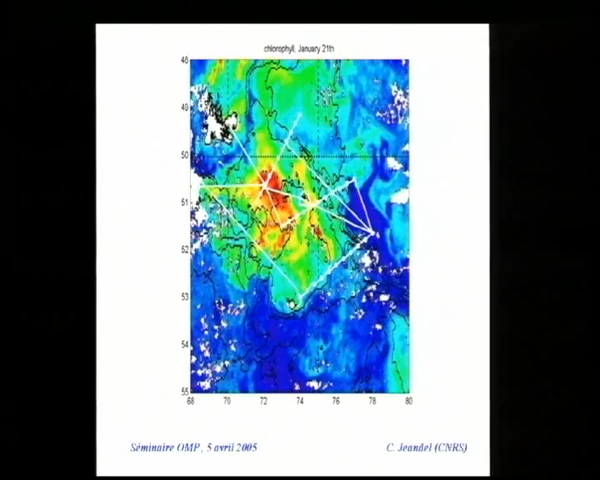 chlorophyll, January 21th
48
49
50
51
52
53
54
55
68 70 72 74 76 78 80
Séminaire OMP, 5 avril 2005 C. Jeandel (CNRS)